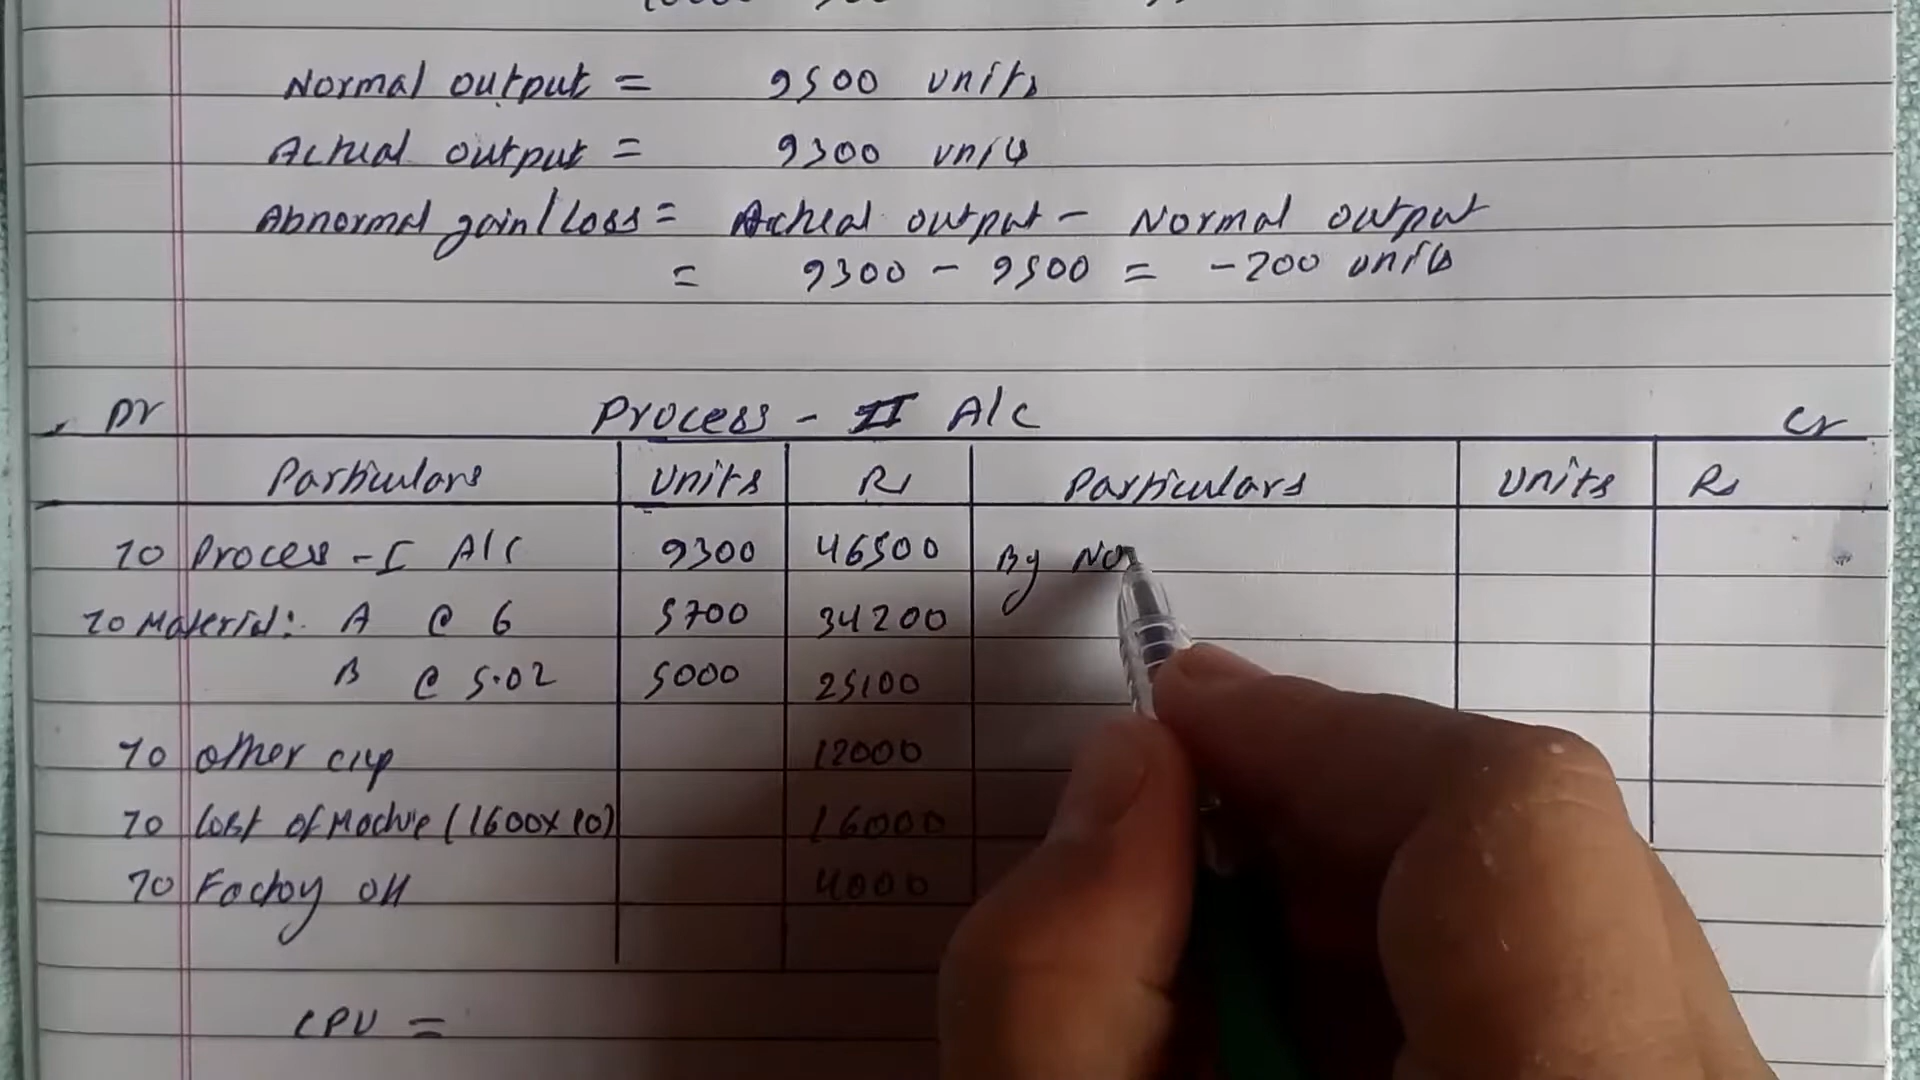 Normal output = 9500 units
Actual output = 9300 units
Abnormal gain/Loss = Actual output - Normal output
= 9300 - 9500 = -200 units
Dr Process - II A/c Cr
Particulars Units Rs Particulars Units Rs
To Process - I A/c 9300 46500 By No
To Material: A @ 6 5700 34200
B @ 5.02 5000 25100
To other exp 12000
To Cost of Machine (1600x10) 16000
To Factory OH 4000
CPU =